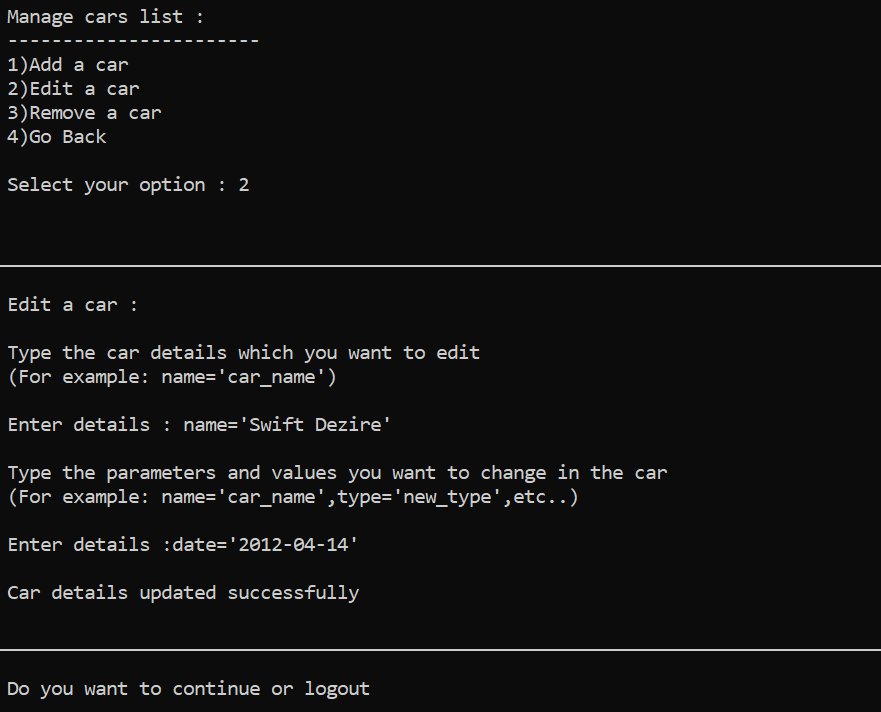 Manage cars list :
-----------------------
1)Add a car
2)Edit a car
3)Remove a car
4)Go Back
Select your option : 2
Edit a car :
Type the car details which you want to edit
(For example: name='car_name')
Enter details : name='Swift Dezire'
Type the parameters and values you want to change in the car
(For example: name='car_name',type='new_type',etc..)
Enter details :date='2012-04-14'
Car details updated successfully
Do you want to continue or logout